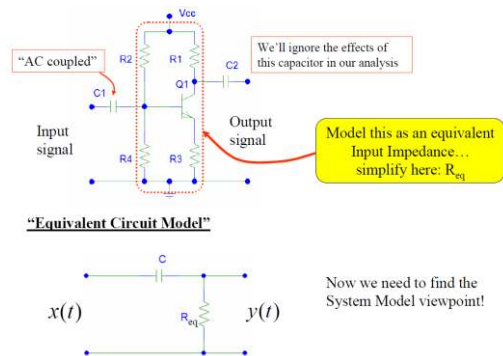 Vcc
R2
R1
"AC coupled"
C2
We'll ignore the effects of
this capacitor in our analysis
Q1
C1
Input
signal
Output
signal
R4
R3
Model this as an equivalent
Input Impedance…
simplify here: Req
"Equivalent Circuit Model"
C
x(t)
Req
y(t)
Now we need to find the
System Model viewpoint!